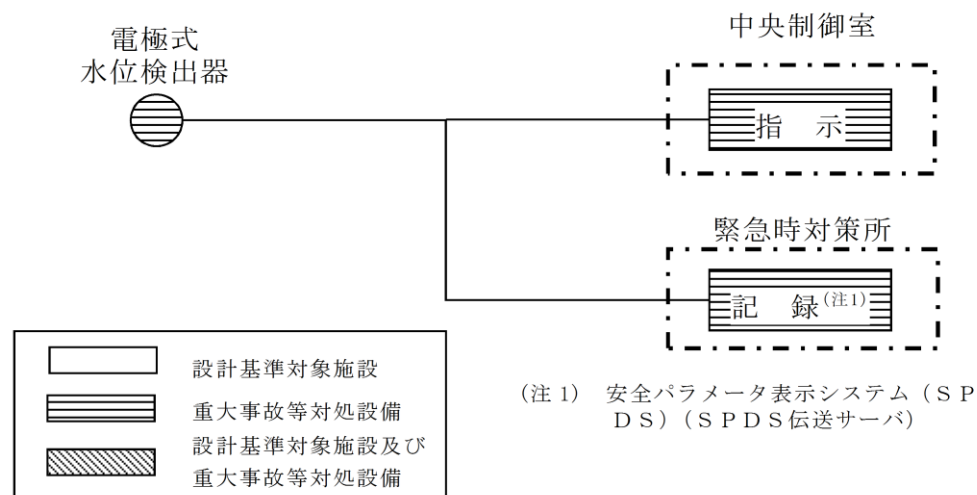 電極式
水位検出器
中央制御室
指 示
緊急時対策所
記 録(注1)
設計基準対象施設
重大事故等対処設備
設計基準対象施設及び
重大事故等対処設備
(注1) 安全パラメータ表示システム(SP
DS)(SPDS伝送サーバ)